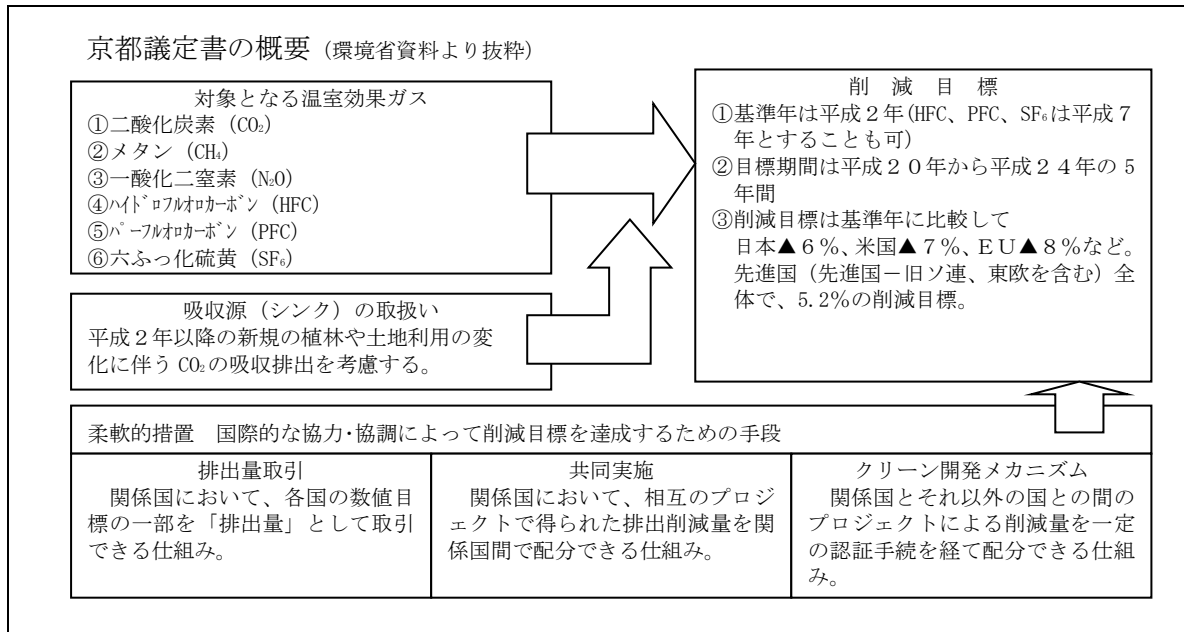 京都議定書の概要(環境省資料より抜粋)
対象となる温室効果ガス
①二酸化炭素(CO₂)
②メタン(CH₄)
③一酸化二窒素(N₂O)
④ﾊｲﾄﾞﾛﾌﾙｵﾛｶｰﾎﾞﾝ(HFC)
⑤ﾊﾟｰﾌﾙｵﾛｶｰﾎﾞﾝ(PFC)
⑥六ふっ化硫黄(SF₆)
吸収源(シンク)の取扱い
平成２年以降の新規の植林や土地利用の変
化に伴う CO₂の吸収排出を考慮する。
削　減　目　標
①基準年は平成２年(HFC、PFC、SF₆は平成７
年とすることも可)
②目標期間は平成２０年から平成２４年の 5
年間
③削減目標は基準年に比較して
日本▲６％、米国▲７％、ＥＵ▲８％など。
先進国(先進国－旧ソ連、東欧を含む)全
体で、5.2％の削減目標。
柔軟的措置　国際的な協力･協調によって削減目標を達成するための手段
排出量取引
関係国において、各国の数値目
標の一部を「排出量」として取引
できる仕組み。
共同実施
関係国において、相互のプロジ
ェクトで得られた排出削減量を関
係国間で配分できる仕組み。
クリーン開発メカニズム
関係国とそれ以外の国との間の
プロジェクトによる削減量を一定
の認証手続を経て配分できる仕組
み。